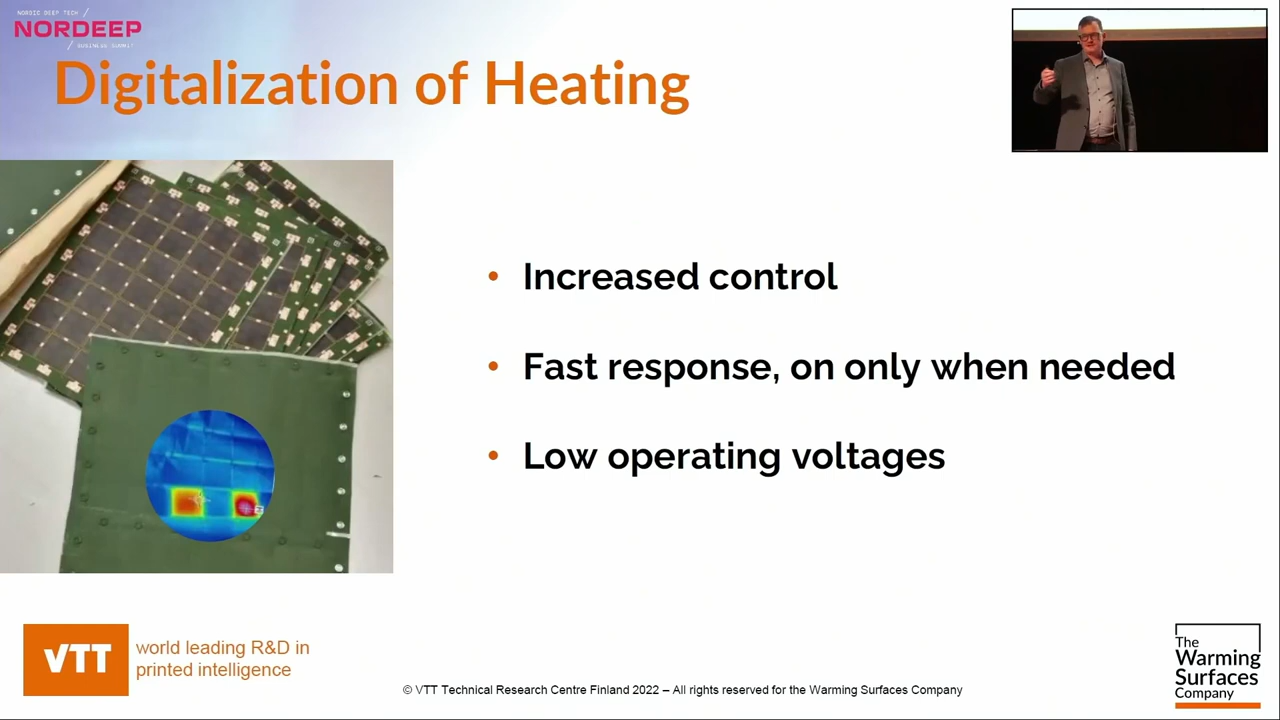 NORDIC DEEP TECH /
NORDEEP
/ BUSINESS SUMMIT
Digitalization of Heating
• Increased control
• Fast response, on only when needed
• Low operating voltages
VTT
world leading R&D in
printed intelligence
© VTT Technical Research Centre Finland 2022 – All rights reserved for the Warming Surfaces Company
The
Warming
Surfaces
Company